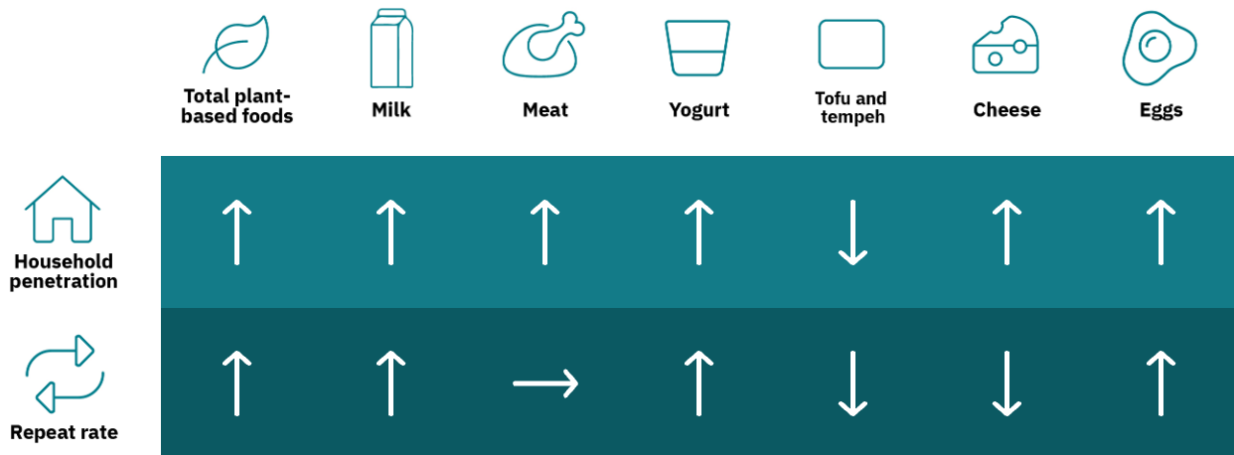 Total plant-
based foods
Milk
Meat
Yogurt
Tofu and
tempeh
Cheese
Eggs
Household
penetration
Repeat rate